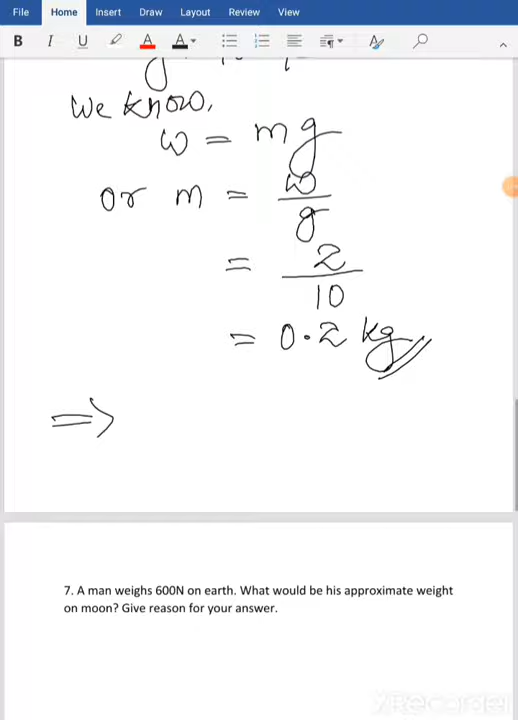 File Home Insert Draw Layout Review View
B I U A A
We know,
w = mg
or m = w/g
= 2/10
= 0.2 kg
⇒
7. A man weighs 600N on earth. What would be his approximate weight
on moon? Give reason for your answer.
XRecorder